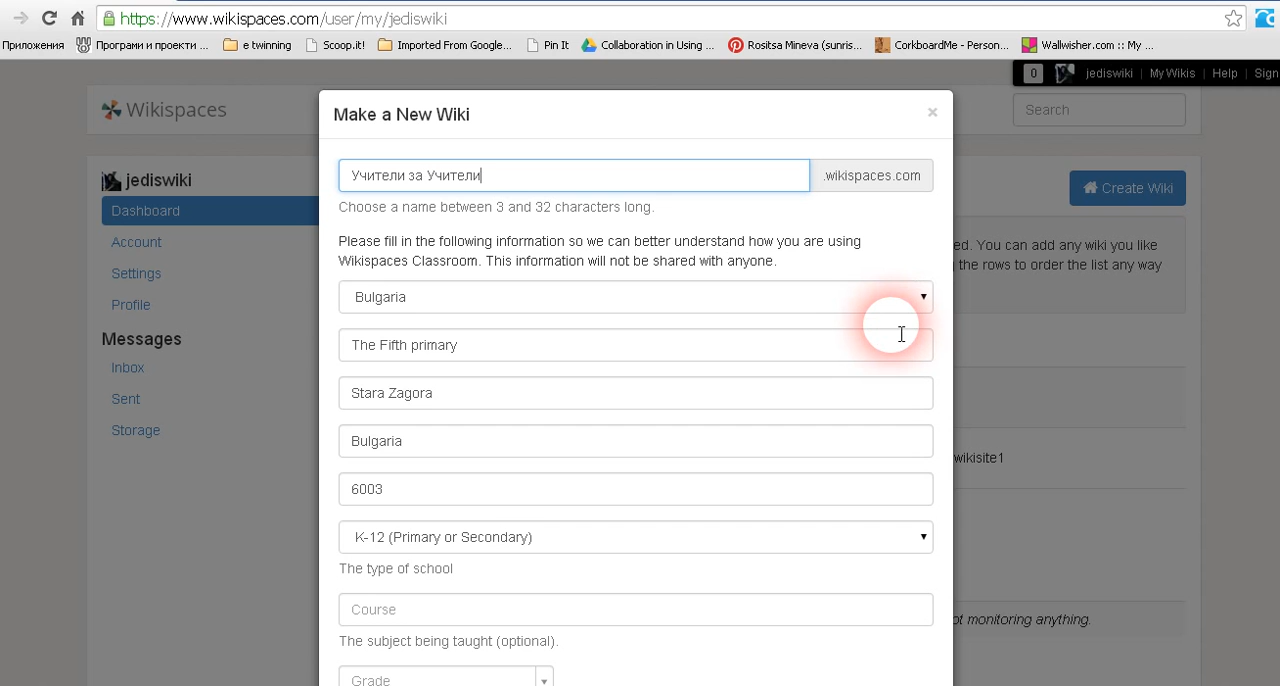 https://www.wikispaces.com/user/my/jediswiki
Приложения Програми и проекти ... e twinning Scoop.it! Imported From Google... Pin It Collaboration in Using ... Rositsa Mineva (sunris... CorkboardMe - Person... Wallwisher.com :: My ...
0 jediswiki | My Wikis | Help | Sign
Wikispaces
Search
Make a New Wiki ×
jediswiki
Dashboard
Account
Settings
Profile
Messages
Inbox
Sent
Storage
Учители за Учители .wikispaces.com
Choose a name between 3 and 32 characters long.
Please fill in the following information so we can better understand how you are using
Wikispaces Classroom. This information will not be shared with anyone.
Bulgaria
The Fifth primary
Stara Zagora
Bulgaria
6003
K-12 (Primary or Secondary)
The type of school
Course
The subject being taught (optional).
Grade
Create Wiki
ed. You can add any wiki you like
the rows to order the list any way
wikisite1
ot monitoring anything.